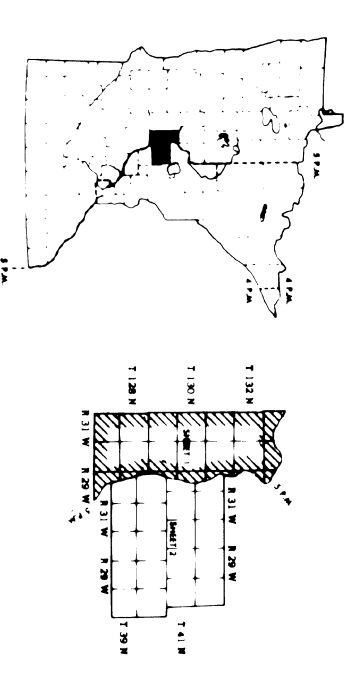 5 P.M.
4 P.M.
4 P.M.
5 P.M.
T 128 N
T 130 N
T 132 N
R 31 W
SHEET 1
R 29 W
5 P.M.
R 31 W
R 29 W
SHEET 2
R 31 W
R 29 W
T 39 N
T 41 N